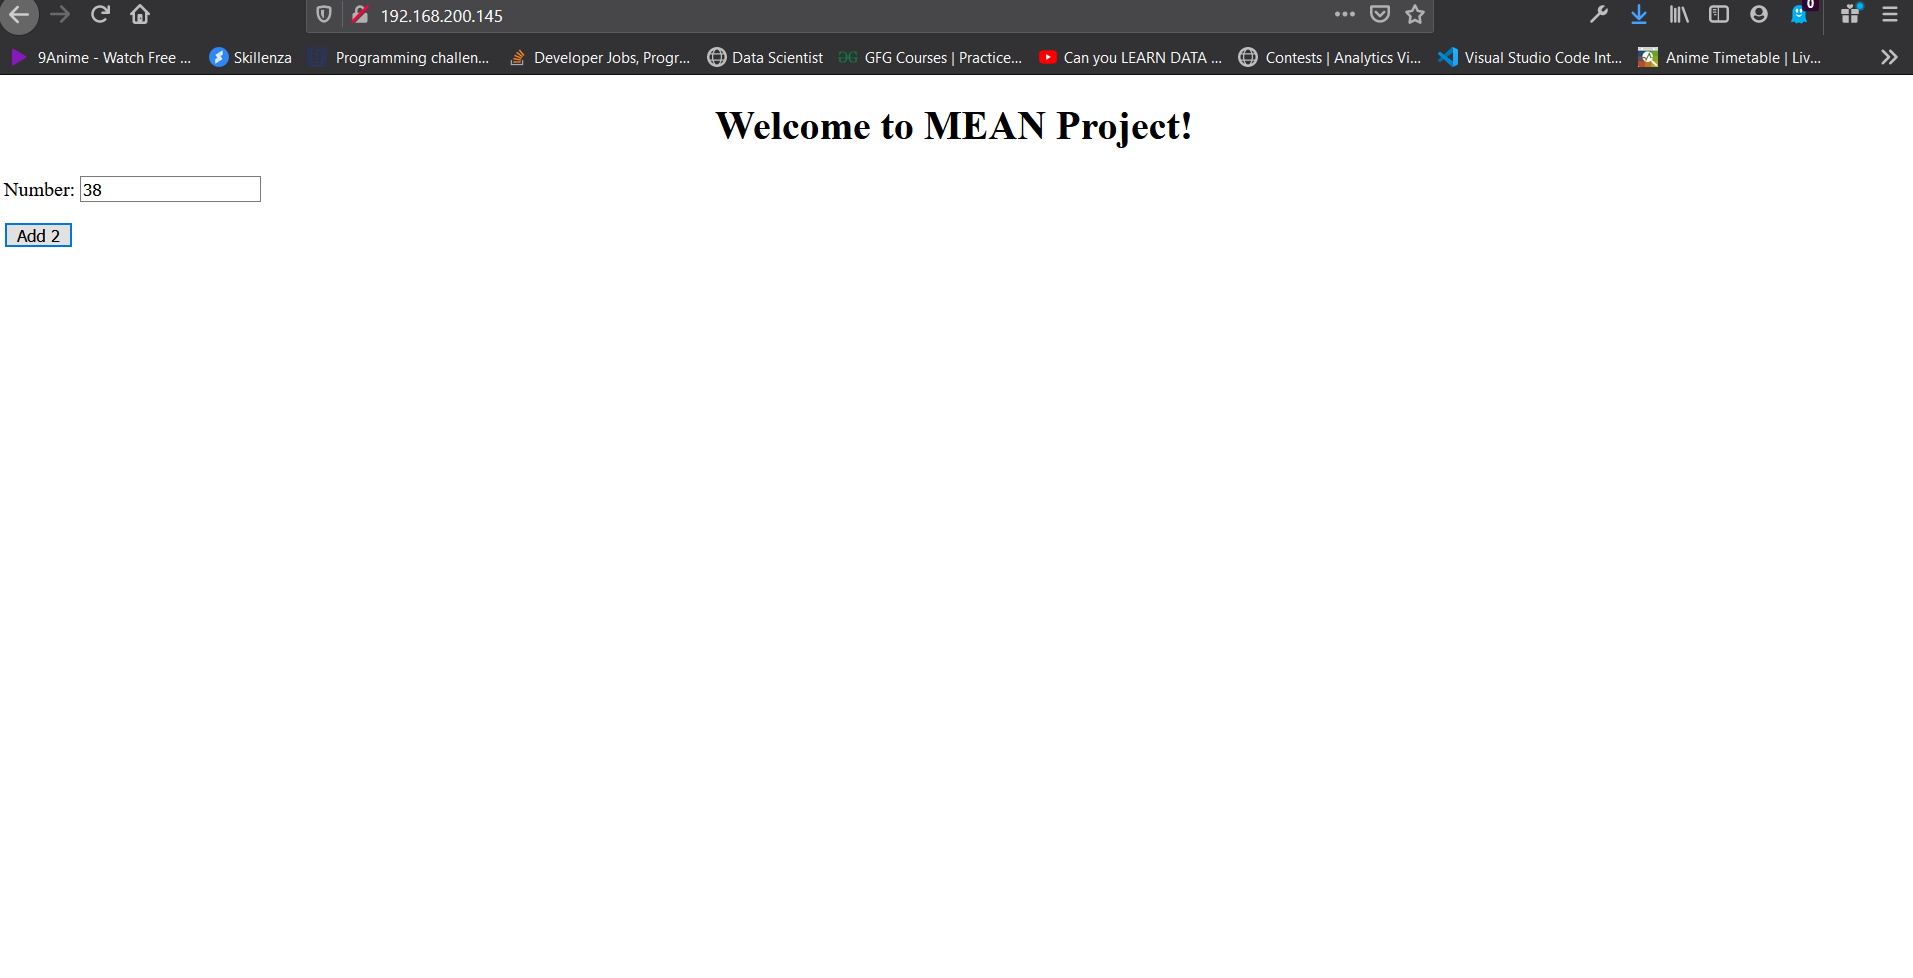 192.168.200.145
0
9Anime - Watch Free ... Skillenza Programming challen... Developer Jobs, Progr... Data Scientist GFG Courses | Practice... Can you LEARN DATA ... Contests | Analytics Vi... Visual Studio Code Int... Anime Timetable | Liv...
Welcome to MEAN Project!
Number: 38
Add 2